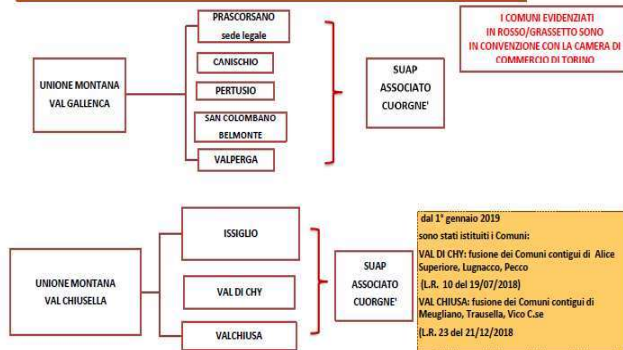 PRASCORSANO
sede legale
I COMUNI EVIDENZIATI
IN ROSSO/GRASSETTO SONO
IN CONVENZIONE CON LA CAMERA DI
COMMERCIO DI TORINO
UNIONE MONTANA
VAL GALLENCA
CANISCHIO
PERTUSIO
SAN COLOMBANO
BELMONTE
VALPERGA
SUAP
ASSOCIATO
CUORGNE'
UNIONE MONTANA
VAL CHIUSELLA
ISSIGLIO
VAL DI CHY
VALCHIUSA
SUAP
ASSOCIATO
CUORGNE'
dal 1° gennaio 2019
sono stati istituiti i Comuni:
VAL DI CHY: fusione dei Comuni contigui di Alice
Superiore, Lugnacco, Pecco
(L.R. 10 del 19/07/2018)
VAL CHIUSA: fusione dei Comuni contigui di
Meugliano, Trausella, Vico C.se
(L.R. 23 del 21/12/2018